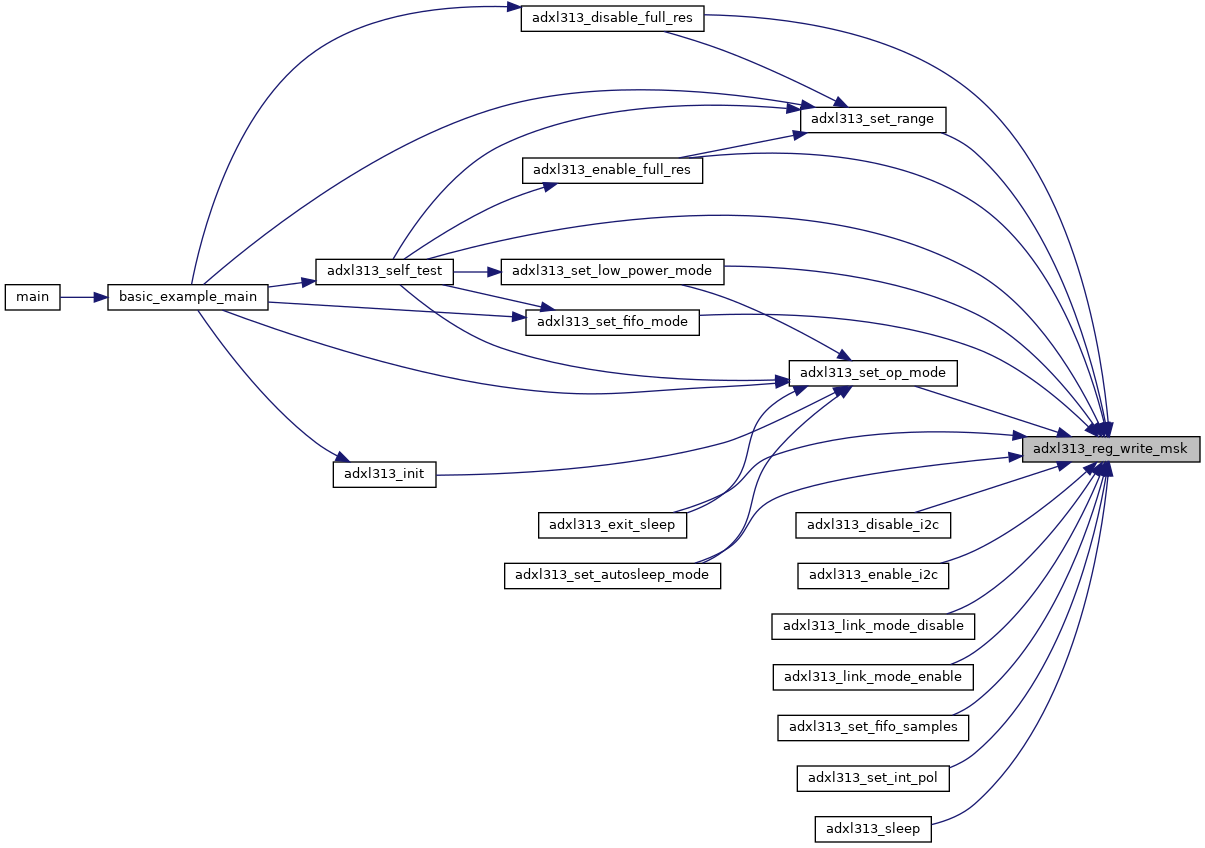 adxl313_disable_full_res
adxl313_set_range
adxl313_enable_full_res
adxl313_self_test
adxl313_set_low_power_mode
main
basic_example_main
adxl313_set_fifo_mode
adxl313_set_op_mode
adxl313_reg_write_msk
adxl313_init
adxl313_exit_sleep
adxl313_disable_i2c
adxl313_set_autosleep_mode
adxl313_enable_i2c
adxl313_link_mode_disable
adxl313_link_mode_enable
adxl313_set_fifo_samples
adxl313_set_int_pol
adxl313_sleep